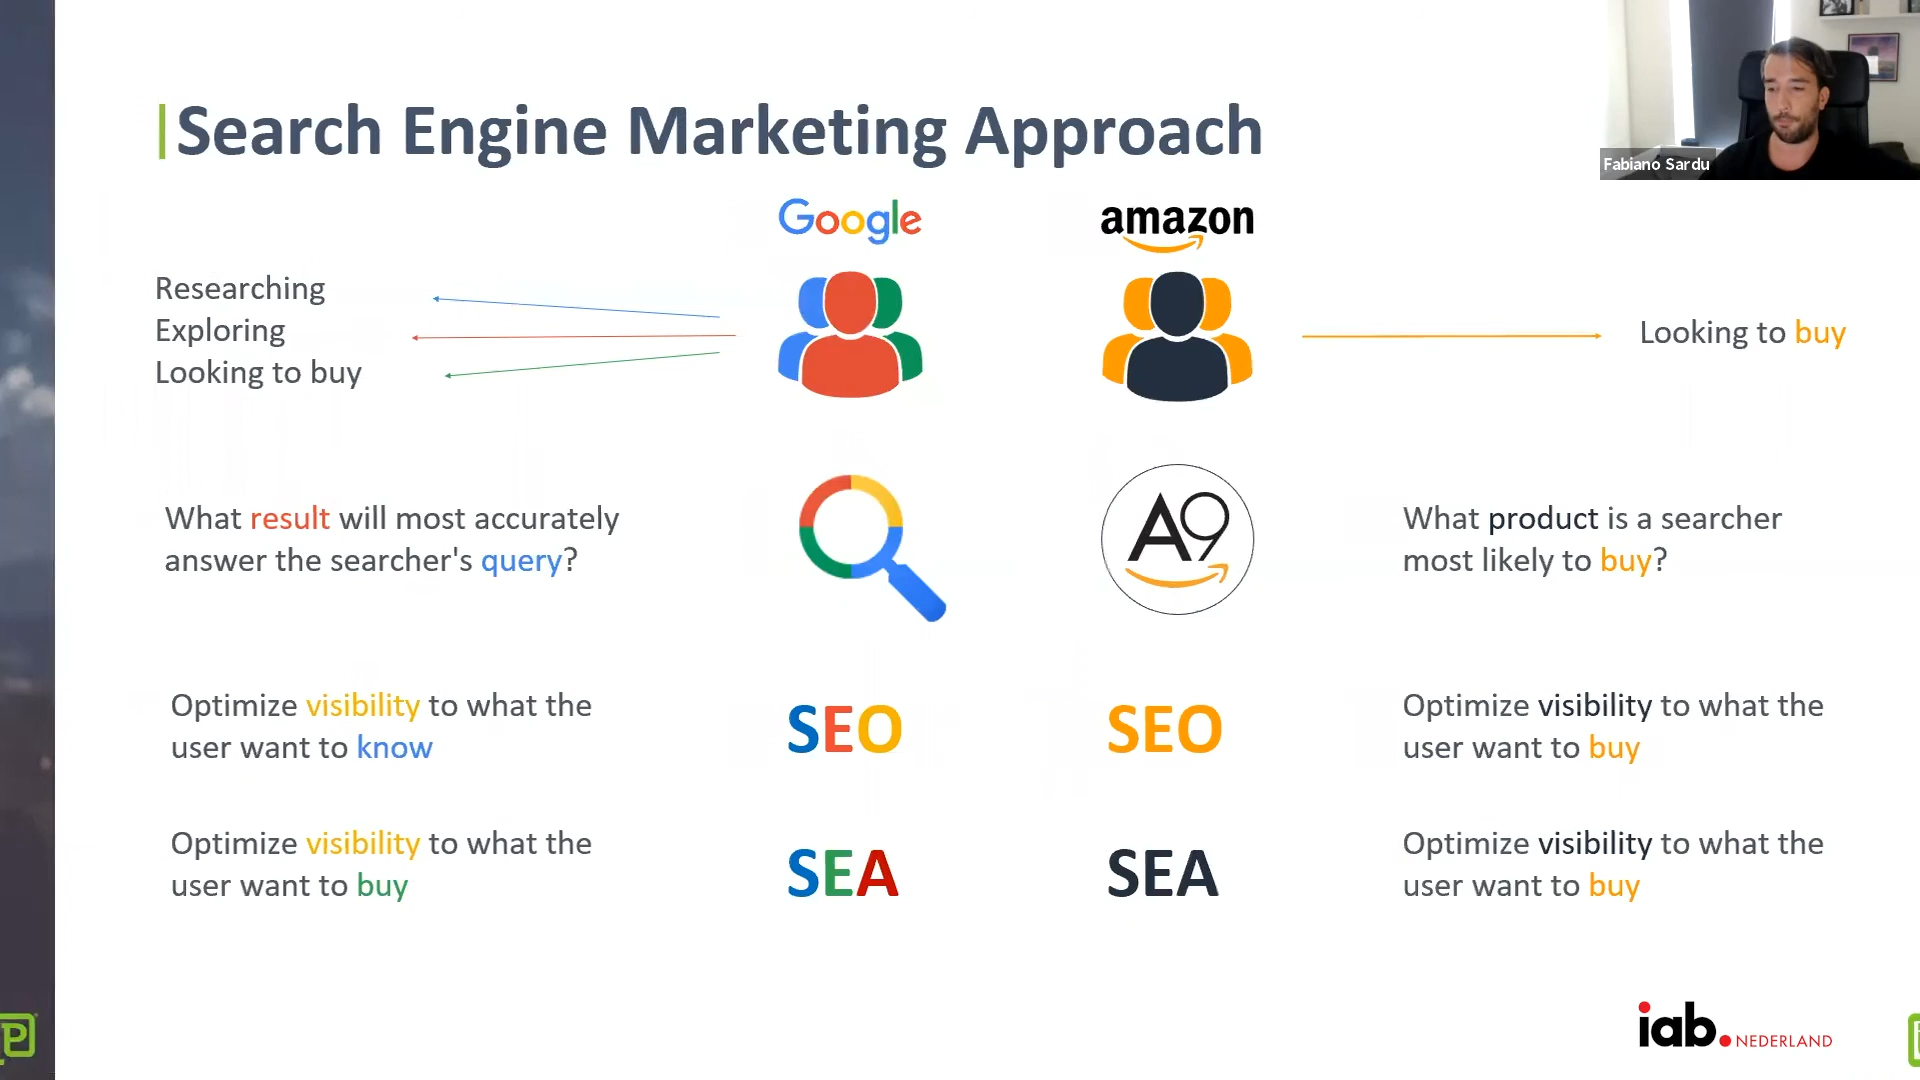 Search Engine Marketing Approach
Fabiano Sardu
Google
amazon
Researching
Exploring
Looking to buy
Looking to buy
What result will most accurately
answer the searcher's query?
A9
What product is a searcher
most likely to buy?
Optimize visibility to what the
user want to know
SEO
SEO
Optimize visibility to what the
user want to buy
Optimize visibility to what the
user want to buy
SEA
SEA
Optimize visibility to what the
user want to buy
P
iab.NEDERLAND